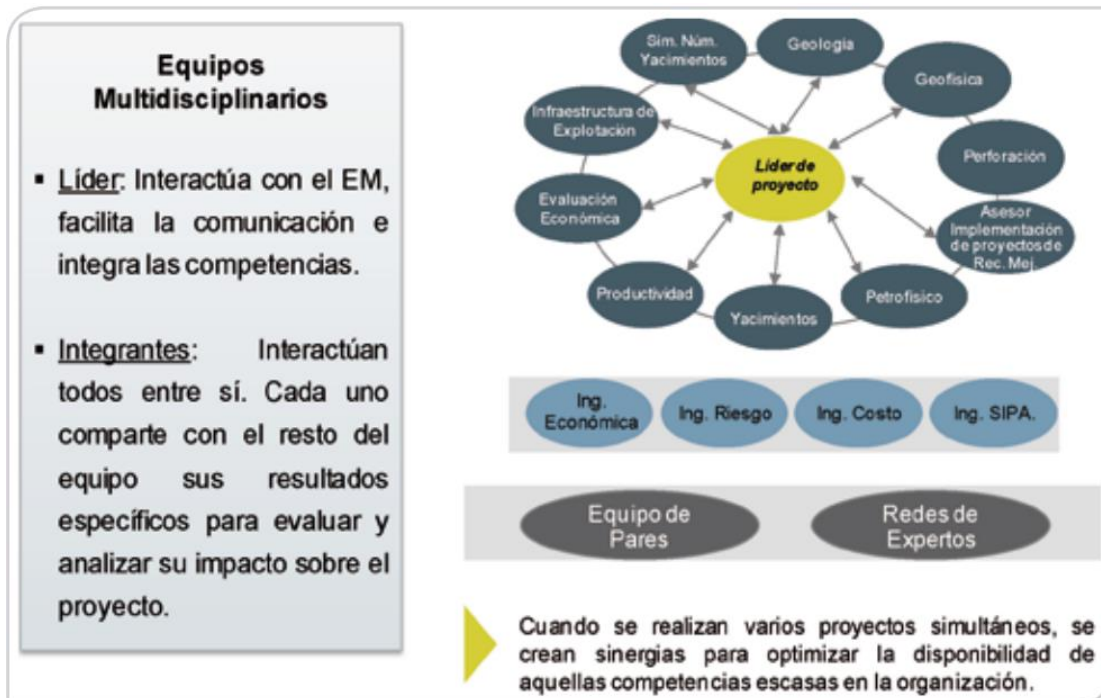 Equipos
Multidisciplinarios
▪ Líder: Interactúa con el EM,
facilita la comunicación e
integra las competencias.
▪ Integrantes: Interactúan
todos entre sí. Cada uno
comparte con el resto del
equipo sus resultados
específicos para evaluar y
analizar su impacto sobre el
proyecto.
Sim. Núm.
Yacimientos
Geología
Geofísica
Perforación
Asesor
Implementación
de proyectos de
Rec. Mej.
Petrofísico
Yacimientos
Productividad
Evaluación
Económica
Infraestructura de
Explotación
Líder de
proyecto
Ing.
Económica
Ing. Riesgo
Ing. Costo
Ing. SIPA.
Equipo de
Pares
Redes de
Expertos
Cuando se realizan varios proyectos simultáneos, se
crean sinergias para optimizar la disponibilidad de
aquellas competencias escasas en la organización.